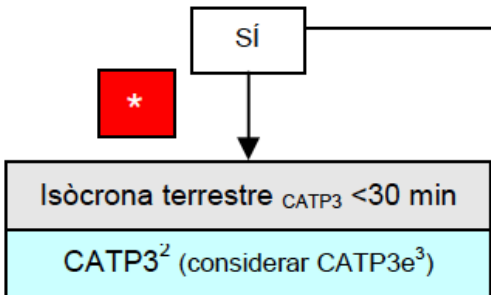 SÍ
*
Isòcrona terrestre CATP3 <30 min
CATP3² (considerar CATP3e³)